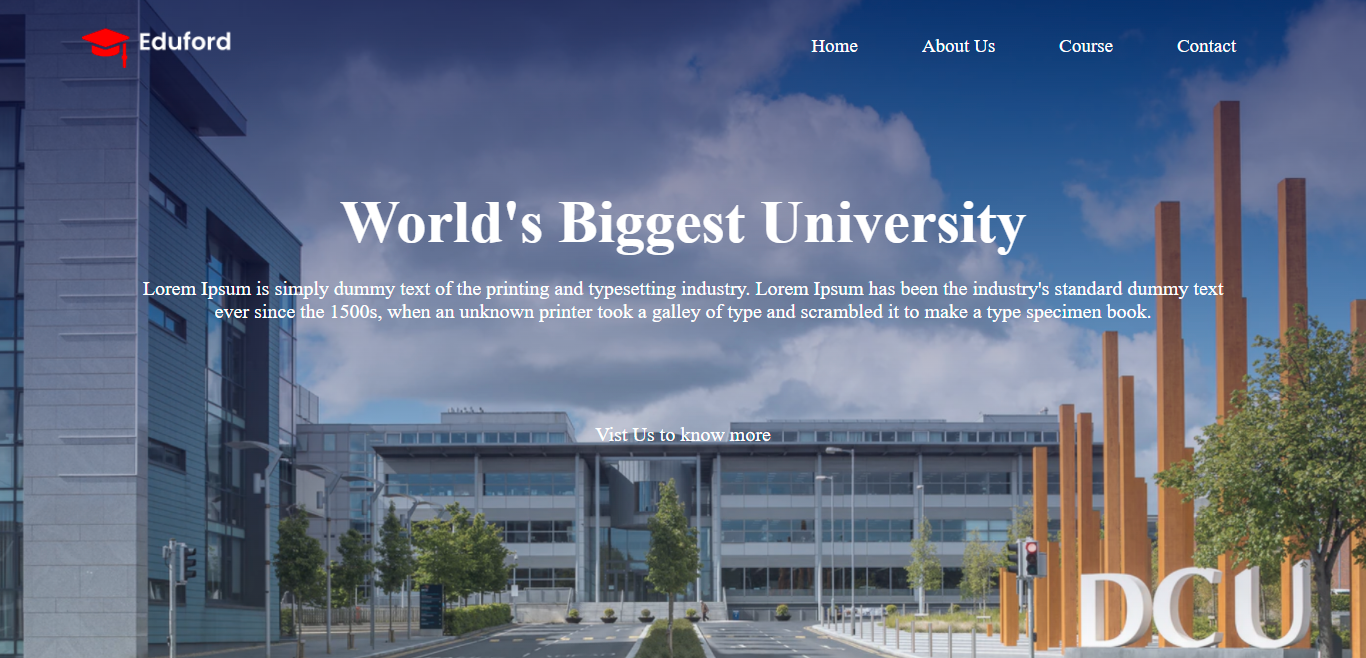 Eduford
Home About Us Course Contact
World's Biggest University
Lorem Ipsum is simply dummy text of the printing and typesetting industry. Lorem Ipsum has been the industry's standard dummy text
ever since the 1500s, when an unknown printer took a galley of type and scrambled it to make a type specimen book.
Vist Us to know more
DCU